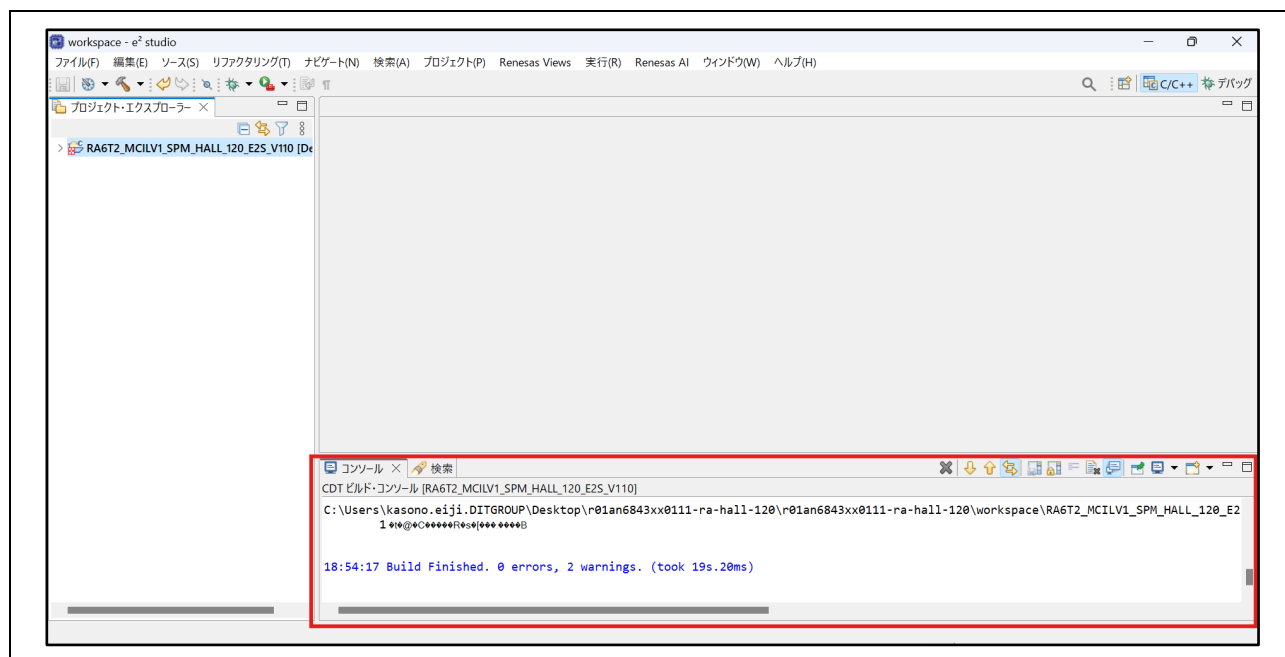 workspace - e² studio
ファイル(F) 編集(E) ソース(S) リファクタリング(T) ナビゲート(N) 検索(A) プロジェクト(P) Renesas Views 実行(R) Renesas AI ウィンドウ(W) ヘルプ(H)
C/C++ デバッグ
プロジェクト・エクスプローラー
RA6T2_MCILV1_SPM_HALL_120_E2S_V110 [De
コンソール 検索
CDT ビルド・コンソール [RA6T2_MCILV1_SPM_HALL_120_E2S_V110]
C:\Users\kasono.eiji.DITGROUP\Desktop\r01an6843xx0111-ra-hall-120\r01an6843xx0111-ra-hall-120\workspace\RA6T2_MCILV1_SPM_HALL_120_E2
1 �t�@�C�����R�s�[��� ����B
18:54:17 Build Finished. 0 errors, 2 warnings. (took 19s.20ms)